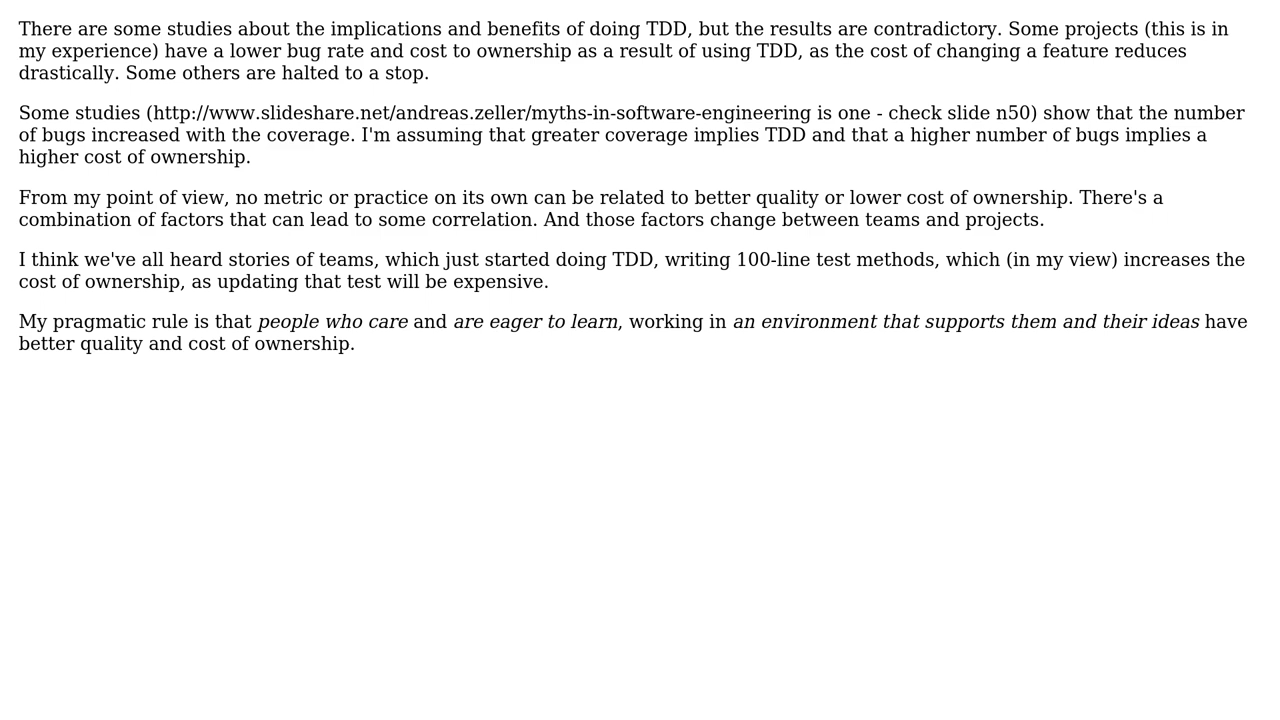 There are some studies about the implications and benefits of doing TDD, but the results are contradictory. Some projects (this is in
my experience) have a lower bug rate and cost to ownership as a result of using TDD, as the cost of changing a feature reduces
drastically. Some others are halted to a stop.
Some studies (http://www.slideshare.net/andreas.zeller/myths-in-software-engineering is one - check slide n50) show that the number
of bugs increased with the coverage. I'm assuming that greater coverage implies TDD and that a higher number of bugs implies a
higher cost of ownership.
From my point of view, no metric or practice on its own can be related to better quality or lower cost of ownership. There's a
combination of factors that can lead to some correlation. And those factors change between teams and projects.
I think we've all heard stories of teams, which just started doing TDD, writing 100-line test methods, which (in my view) increases the
cost of ownership, as updating that test will be expensive.
My pragmatic rule is that people who care and are eager to learn, working in an environment that supports them and their ideas have
better quality and cost of ownership.